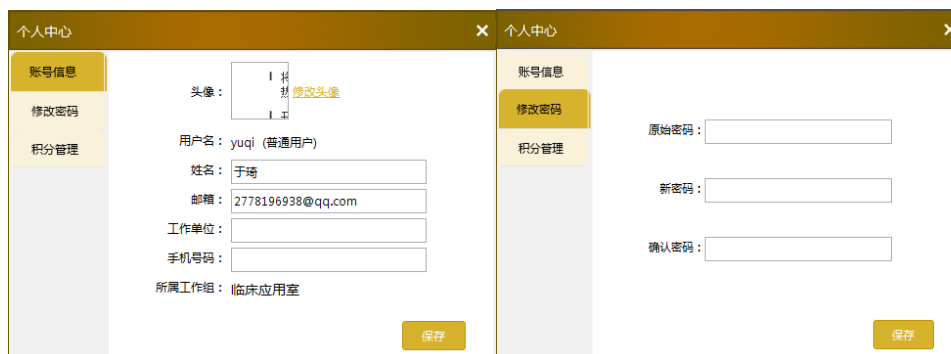 个人中心
账号信息
修改密码
积分管理
头像：
修改头像
用户名：yuqi (普通用户)
姓名：于琦
邮箱：2778196938@qq.com
工作单位：
手机号码：
所属工作组：临床应用室
保存
个人中心
账号信息
修改密码
积分管理
原始密码：
新密码：
确认密码：
保存